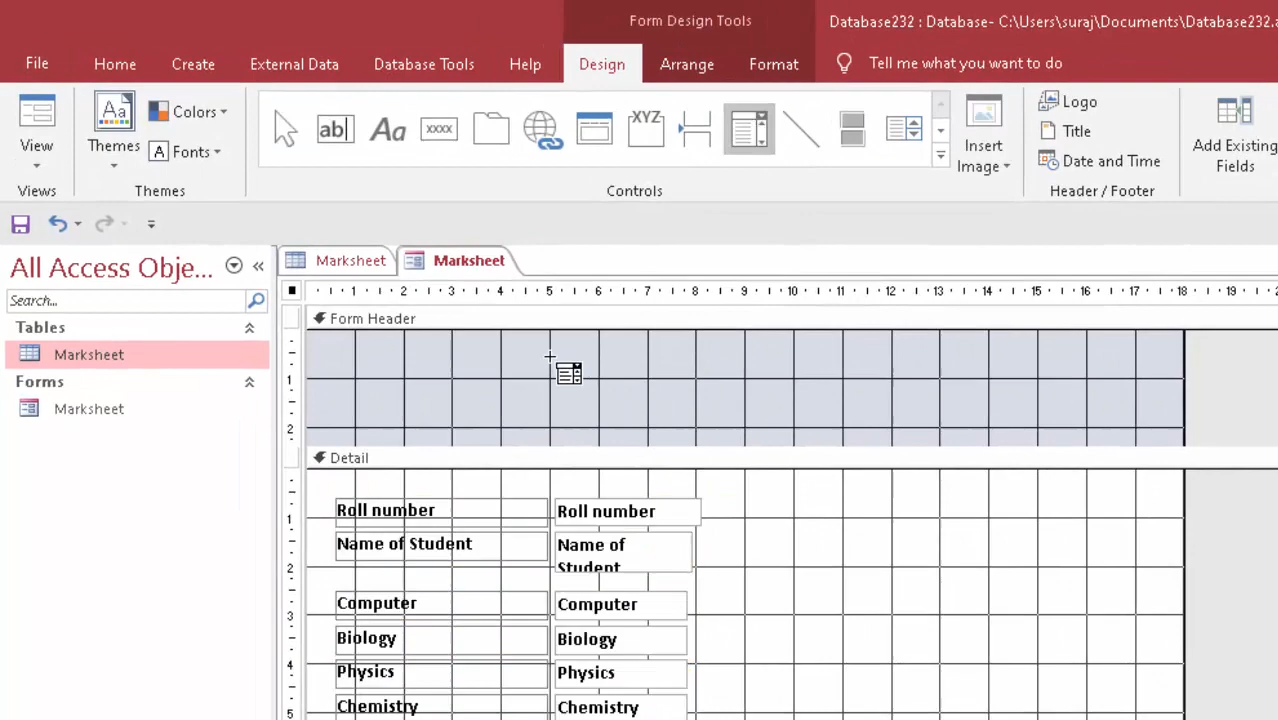 Form Design Tools
Database232 : Database- C:\Users\suraj\Documents\Database232.a
File Home Create External Data Database Tools Help Design Arrange Format Tell me what you want to do
View
Themes
Colors
Fonts
ab|
Aa
xxxx
XYZ
Insert
Image
Logo
Title
Date and Time
Add Existing
Fields
Views Themes Controls Header / Footer
All Access Obje...
Search...
Tables
Marksheet
Forms
Marksheet
Marksheet Marksheet
1 2 3 4 5 6 7 8 9 10 11 12 13 14 15 16 17 18 19
Form Header
1
2
Detail
1
2
3
4
5
Roll number Roll number
Name of Student Name of
Student
Computer Computer
Biology Biology
Physics Physics
Chemistry Chemistry